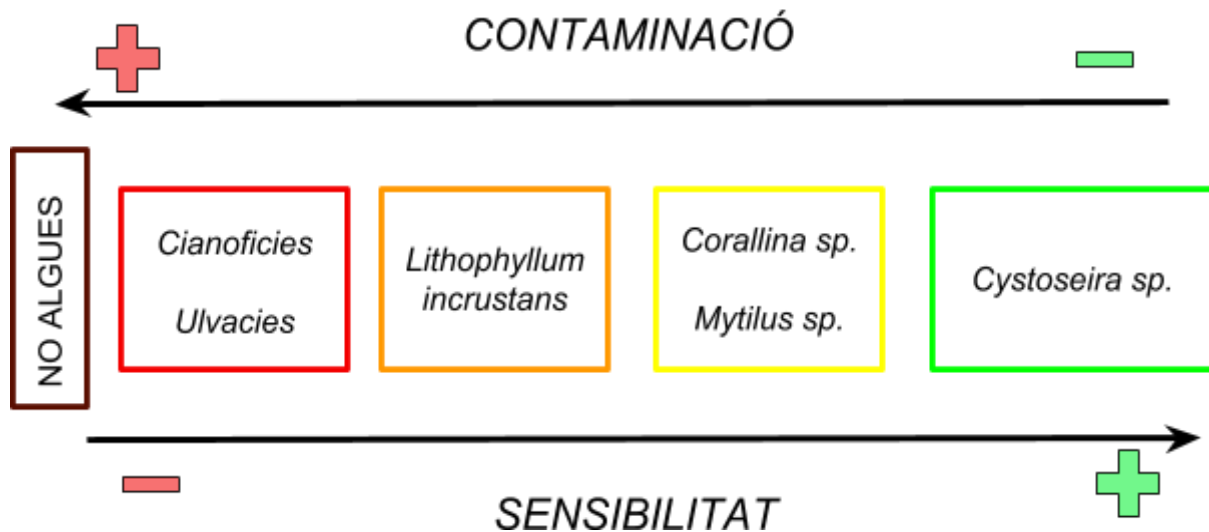 CONTAMINACIÓ
NO ALGUES
Cianoficies
Ulvacies
Lithophyllum
incrustans
Corallina sp.
Mytilus sp.
Cystoseira sp.
SENSIBILITAT